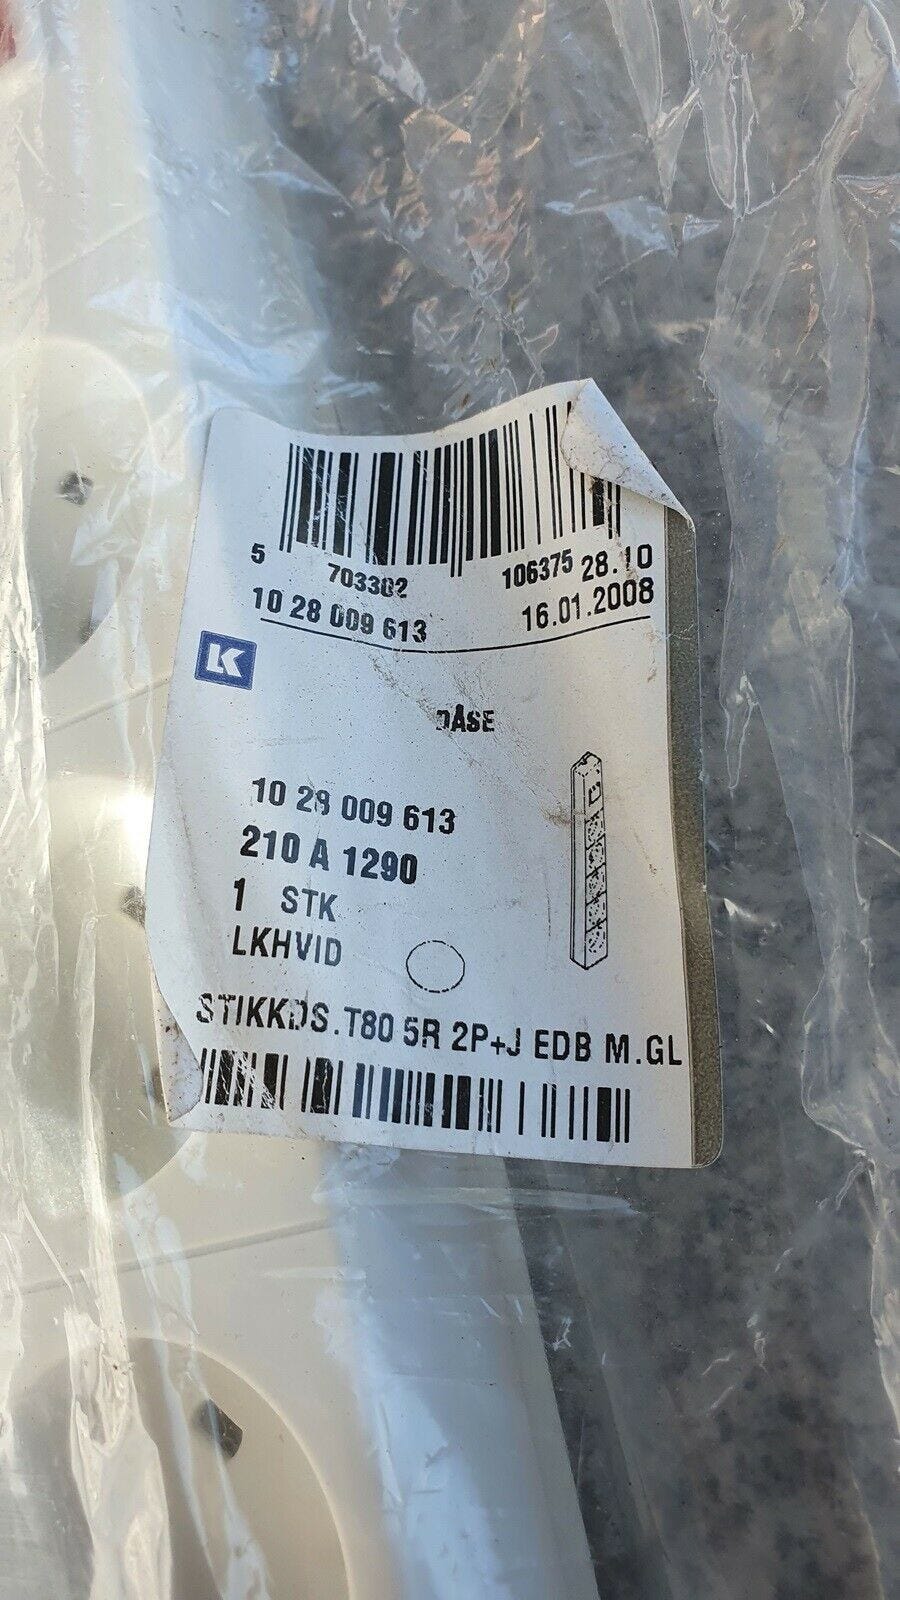 5 703302 106375 28.10
10 28 009 613 16.01.2008
LK
DÅSE
10 28 009 613
210 A 1290
1 STK
LKHVID
STIKKDS.T80 5R 2P+J EDB M.GL